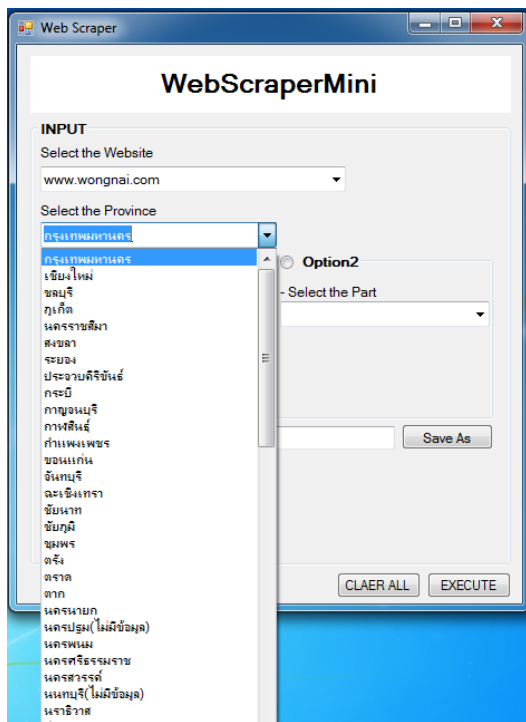 Web Scraper
WebScraperMini
INPUT
Select the Website
www.wongnai.com
Select the Province
กรุงเทพมหานคร
กรุงเทพมหานคร
เชียงใหม่
ชลบุรี
ภูเก็ต
นครราชสีมา
สงขลา
ระยอง
ประจวบคีรีขันธ์
กระบี่
กาญจนบุรี
กาฬสินธุ์
กำแพงเพชร
ขอนแก่น
จันทบุรี
ฉะเชิงเทรา
ชัยนาท
ชัยภูมิ
ชุมพร
ตรัง
ตราด
ตาก
นครนายก
นครปฐม(ไม่มีข้อมูล)
นครพนม
นครศรีธรรมราช
นครสวรรค์
นนทบุรี(ไม่มีข้อมูล)
นราธิวาส
Option2
- Select the Part
Save As
CLAER ALL
EXECUTE